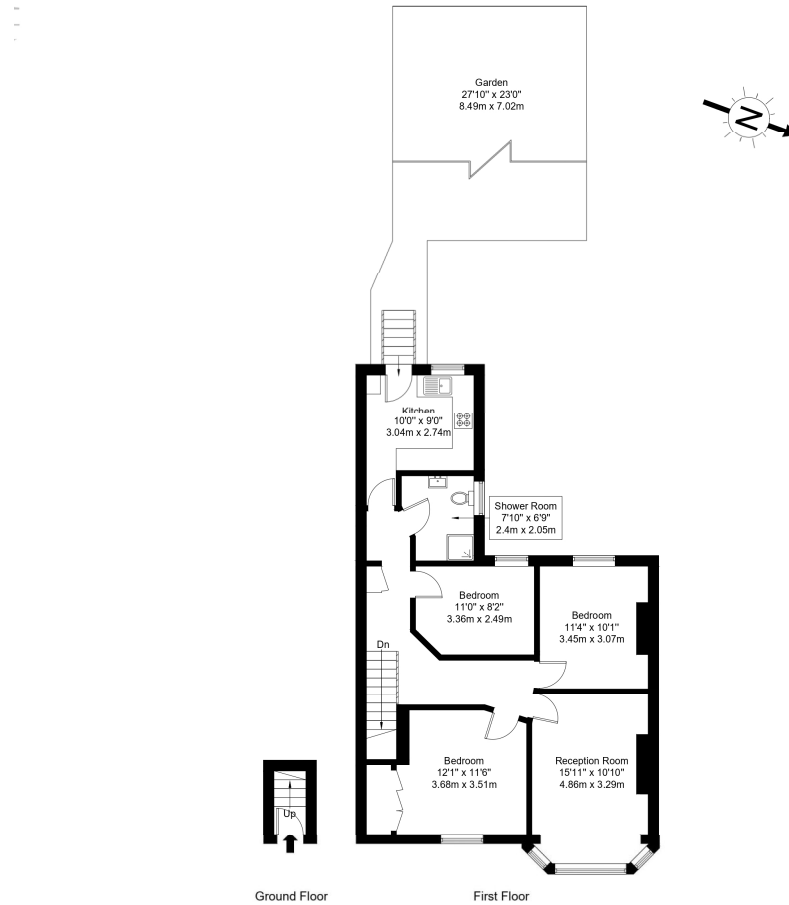 Garden
27'10" x 23'0"
8.49m x 7.02m
N
Kitchen
10'0" x 9'0"
3.04m x 2.74m
Shower Room
7'10" x 6'9"
2.4m x 2.05m
Bedroom
11'0" x 8'2"
3.36m x 2.49m
Bedroom
11'4" x 10'1"
3.45m x 3.07m
Dn
Bedroom
12'1" x 11'6"
3.68m x 3.51m
Reception Room
15'11" x 10'10"
4.86m x 3.29m
Up
Ground Floor
First Floor